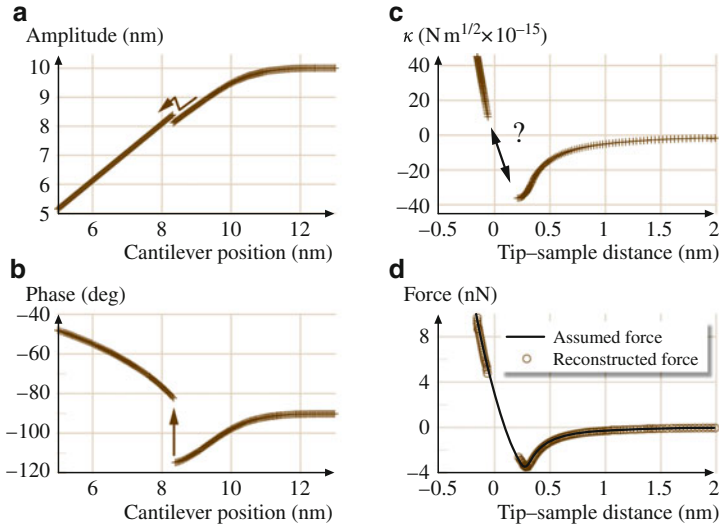 a
Amplitude (nm)
10
9
8
7
6
5
6
8
10
12
Cantilever position (nm)
b
Phase (deg)
−40
−60
−80
−100
−120
6
8
10
12
Cantilever position (nm)
c
κ (N m^1/2×10^−15)
40
20
0
−20
−40
?
−0.5
0
0.5
1
1.5
2
Tip–sample distance (nm)
d
Force (nN)
8
4
0
−4
Assumed force
Reconstructed force
−0.5
0
0.5
1
1.5
2
Tip–sample distance (nm)